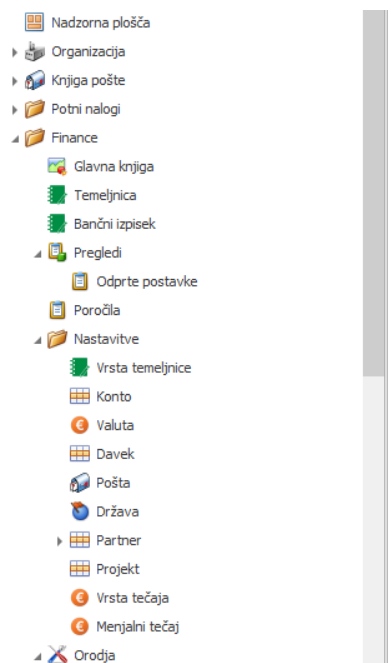 Nadzorna plošča
Organizacija
Knjiga pošte
Potni nalogi
Finance
Glavna knjiga
Temeljnica
Bančni izpisek
Pregledi
Odprte postavke
Poročila
Nastavitve
Vrsta temeljnice
Konto
Valuta
Davek
Pošta
Država
Partner
Projekt
Vrsta tečaja
Menjalni tečaj
Orodja